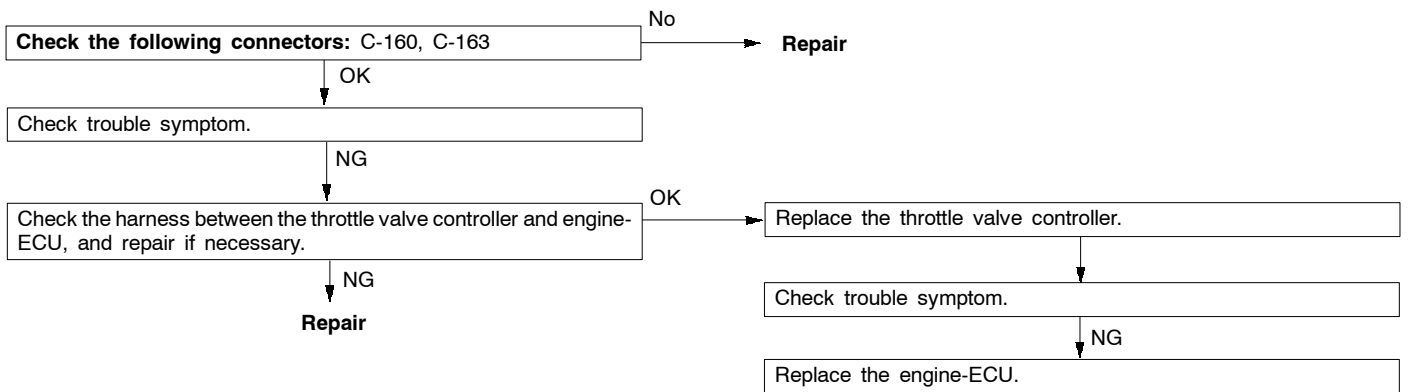 Check the following connectors: C-160, C-163
No
Repair
OK
Check trouble symptom.
NG
Check the harness between the throttle valve controller and engine-
ECU, and repair if necessary.
OK
Replace the throttle valve controller.
NG
Repair
Check trouble symptom.
NG
Replace the engine-ECU.